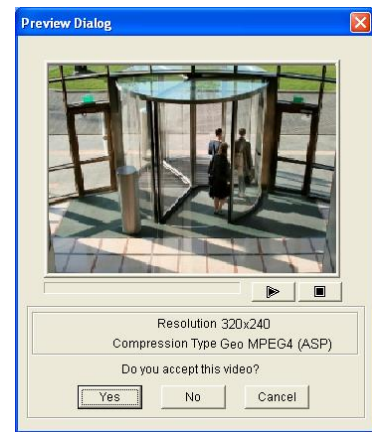 Preview Dialog
Resolution 320x240
Compression Type Geo MPEG4 (ASP)
Do you accept this video?
Yes No Cancel